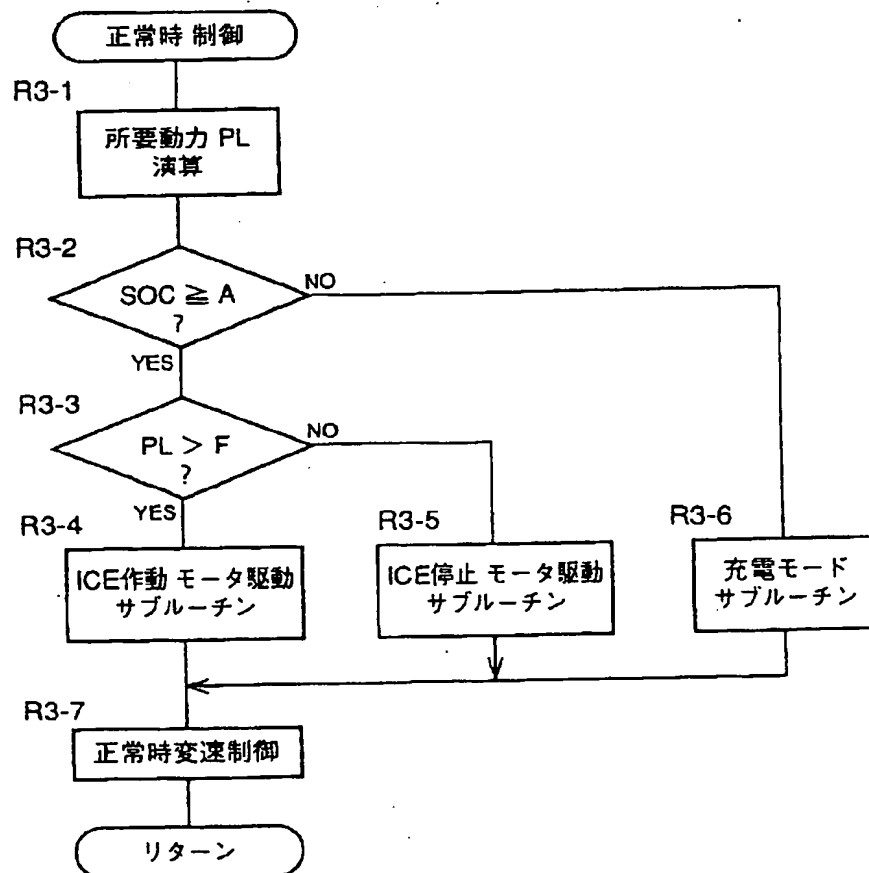 正常時 制御
R3-1
所要動力 PL
演算
R3-2
SOC ≧ A
?
NO
YES
R3-3
PL > F
?
NO
YES
R3-4
ICE作動 モータ駆動
サブルーチン
R3-5
ICE停止 モータ駆動
サブルーチン
R3-6
充電モード
サブルーチン
R3-7
正常時変速制御
リターン